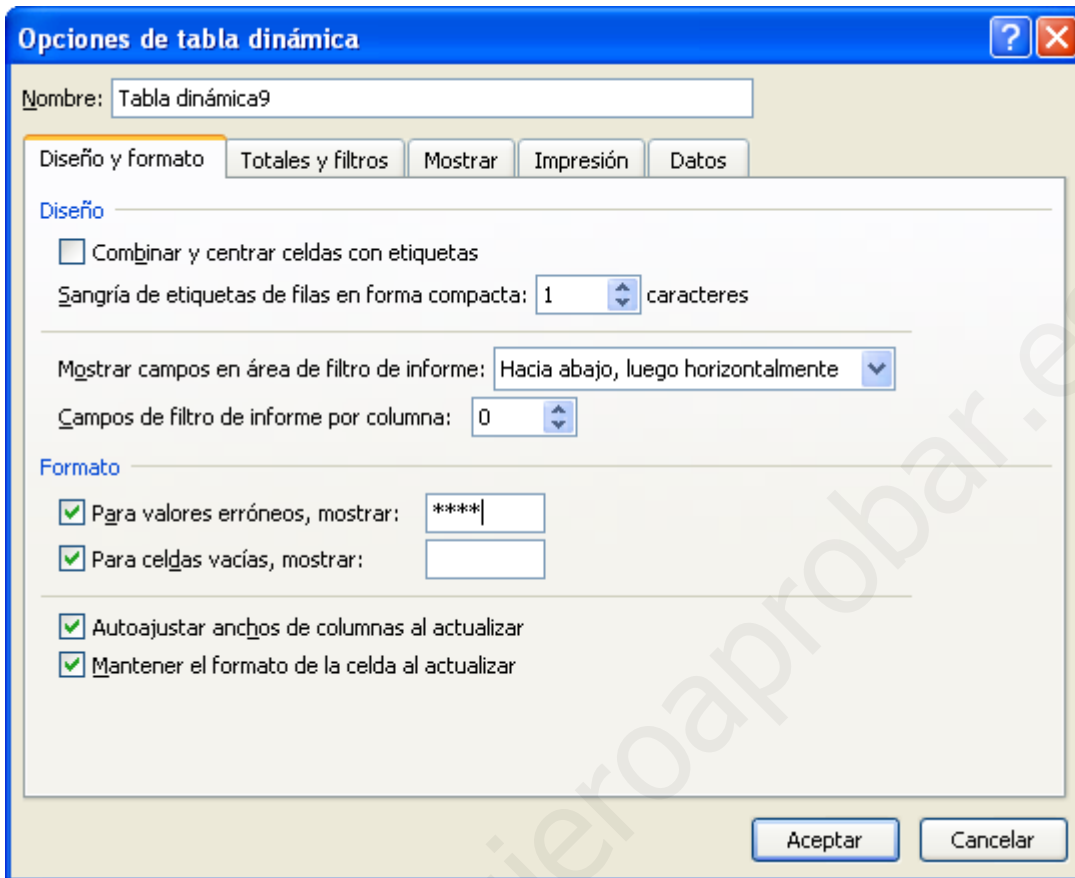 Opciones de tabla dinámica
Nombre: Tabla dinámica9
Diseño y formato Totales y filtros Mostrar Impresión Datos
Diseño
Combinar y centrar celdas con etiquetas
Sangría de etiquetas de filas en forma compacta: 1 caracteres
Mostrar campos en área de filtro de informe: Hacia abajo, luego horizontalmente
Campos de filtro de informe por columna: 0
Formato
Para valores erróneos, mostrar: ****
Para celdas vacías, mostrar:
Autoajustar anchos de columnas al actualizar
Mantener el formato de la celda al actualizar
Aceptar Cancelar
ieroaprobar.e